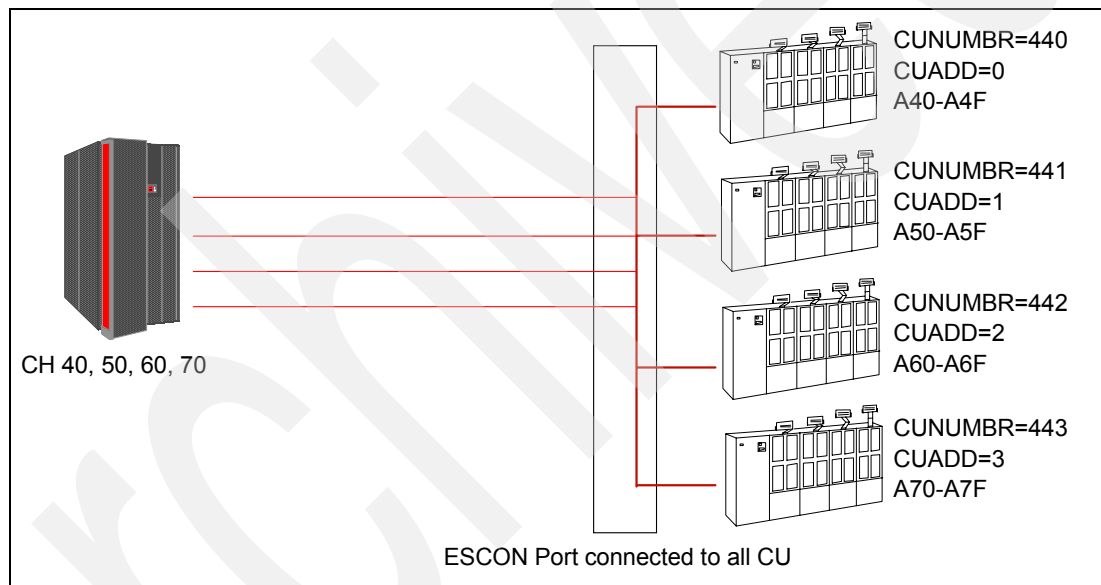 CUNUMBR=440
CUADD=0
A40-A4F
CUNUMBR=441
CUADD=1
A50-A5F
CH 40, 50, 60, 70
CUNUMBR=442
CUADD=2
A60-A6F
CUNUMBR=443
CUADD=3
A70-A7F
ESCON Port connected to all CU